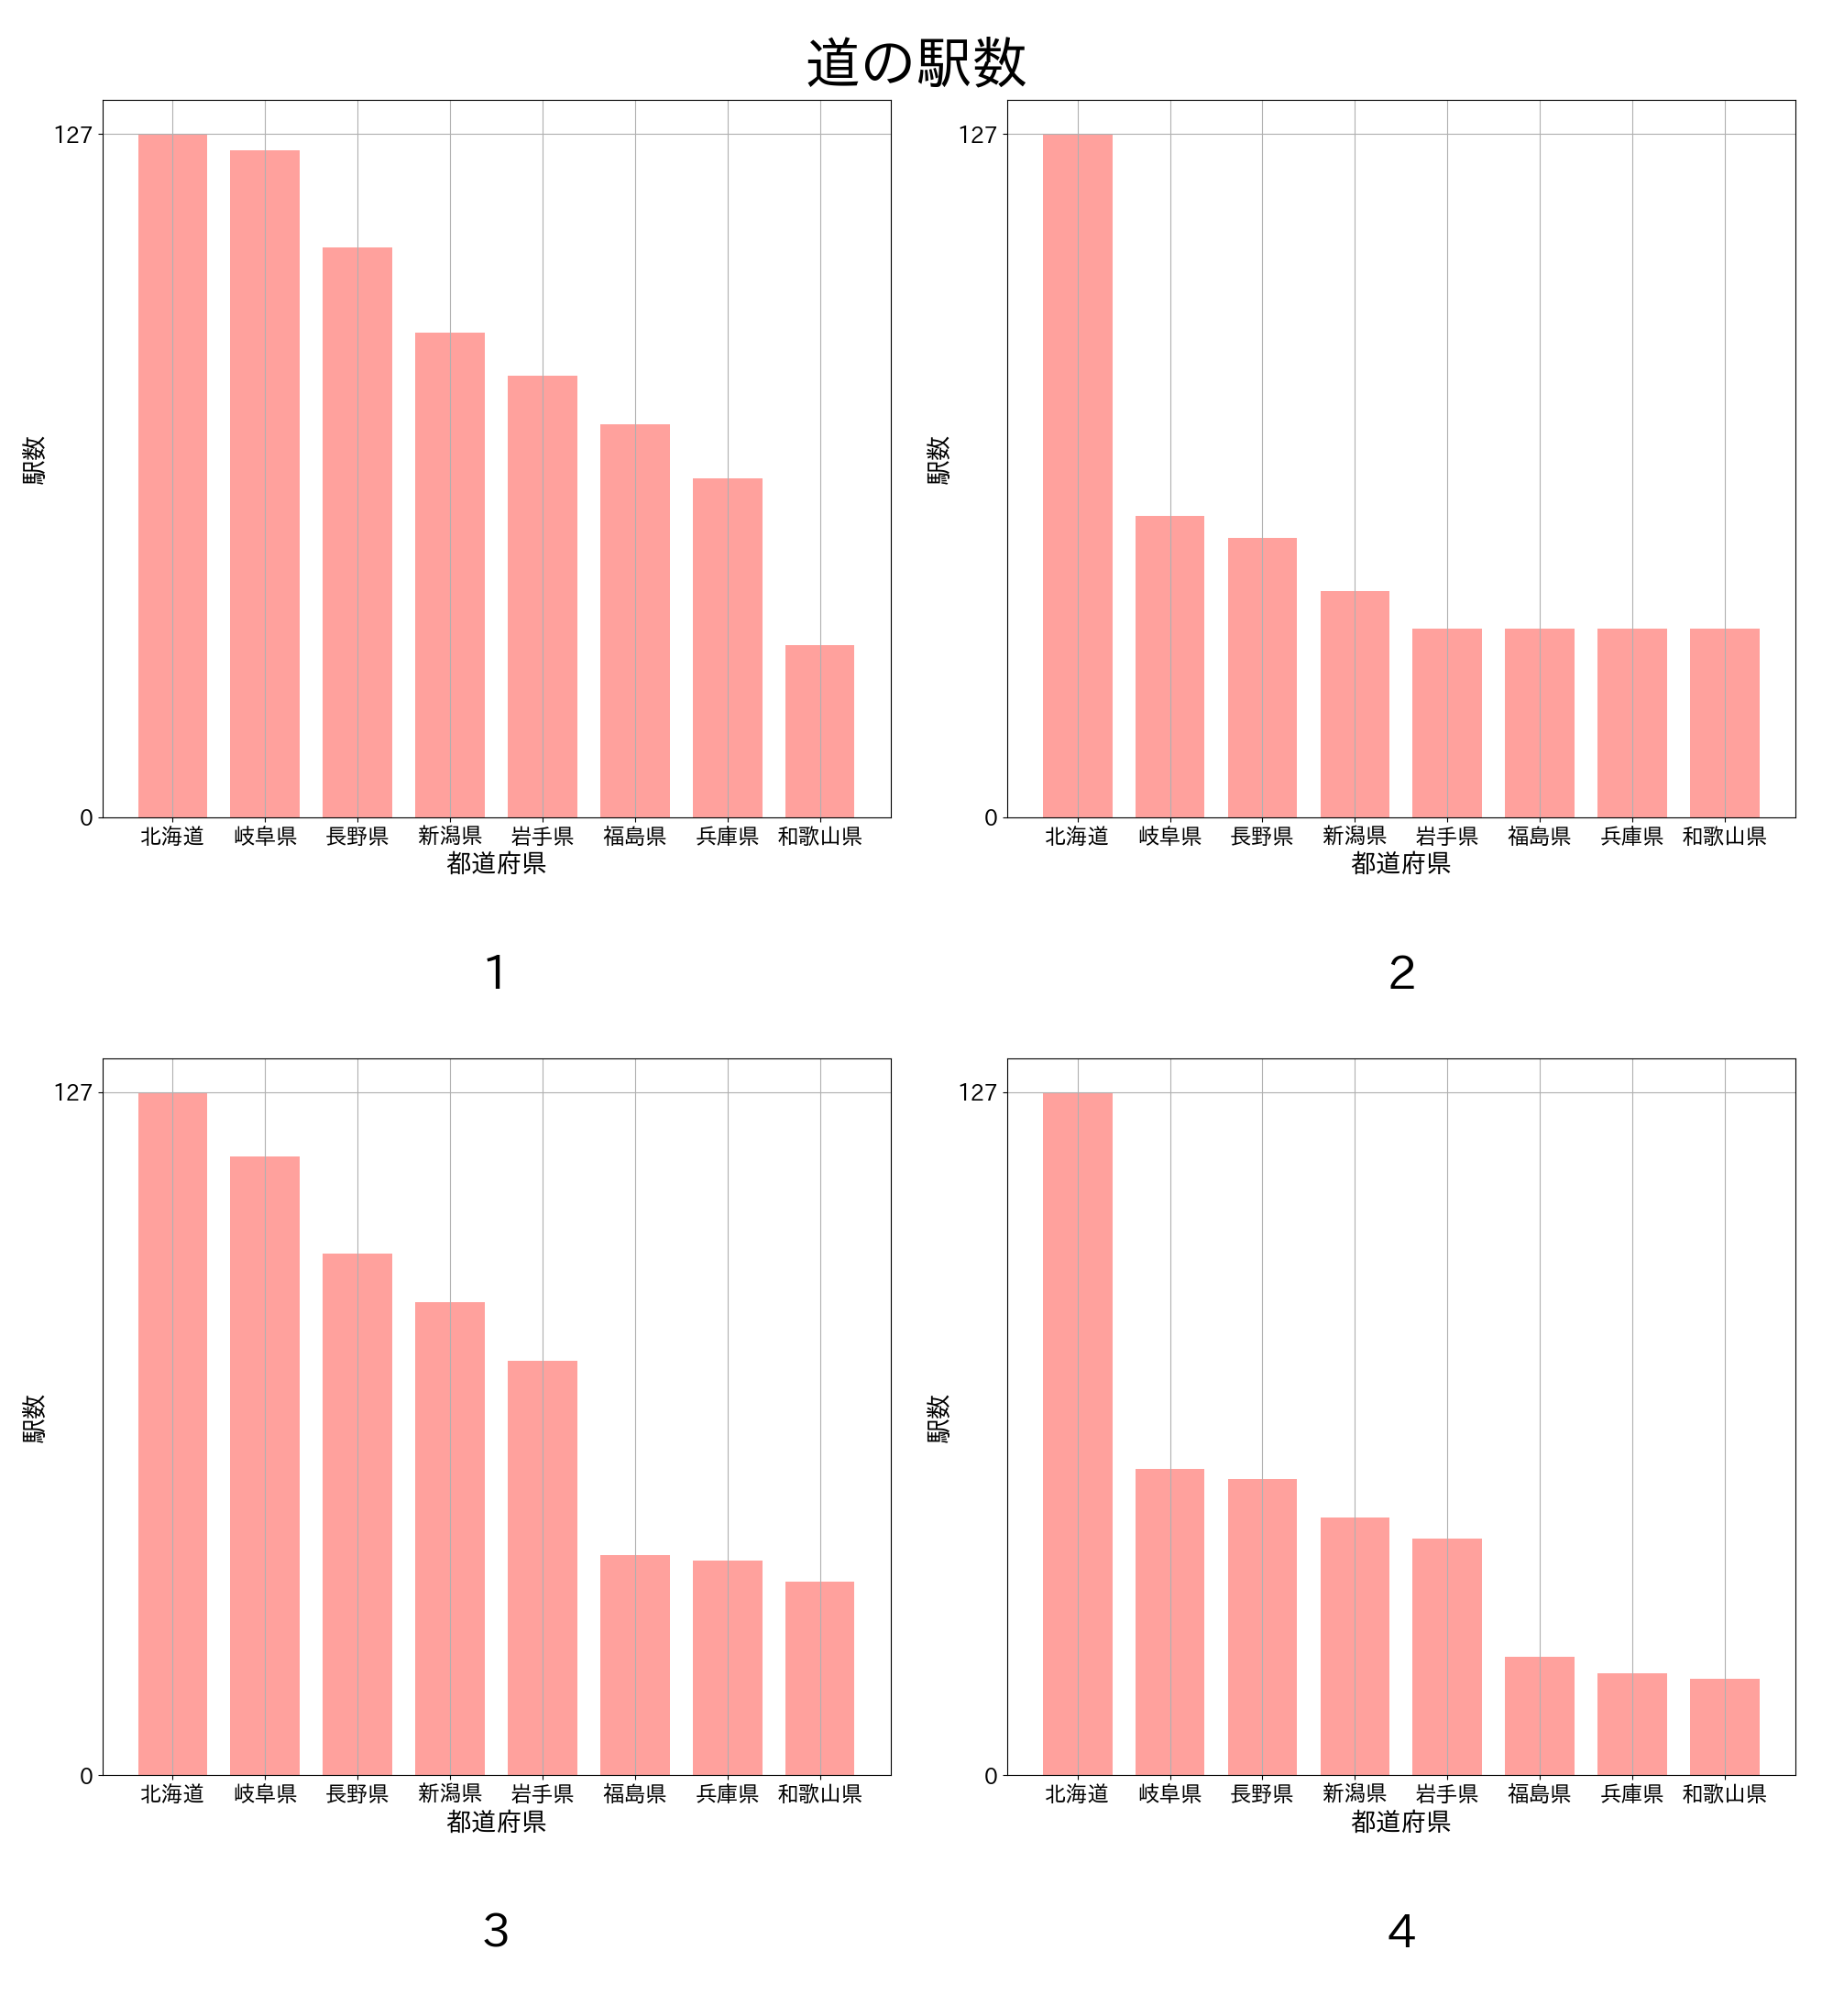 道の駅数
127
駅数
0
北海道 岐阜県 長野県 新潟県 岩手県 福島県 兵庫県 和歌山県
都道府県
1
127
駅数
0
北海道 岐阜県 長野県 新潟県 岩手県 福島県 兵庫県 和歌山県
都道府県
2
127
駅数
0
北海道 岐阜県 長野県 新潟県 岩手県 福島県 兵庫県 和歌山県
都道府県
3
127
駅数
0
北海道 岐阜県 長野県 新潟県 岩手県 福島県 兵庫県 和歌山県
都道府県
4